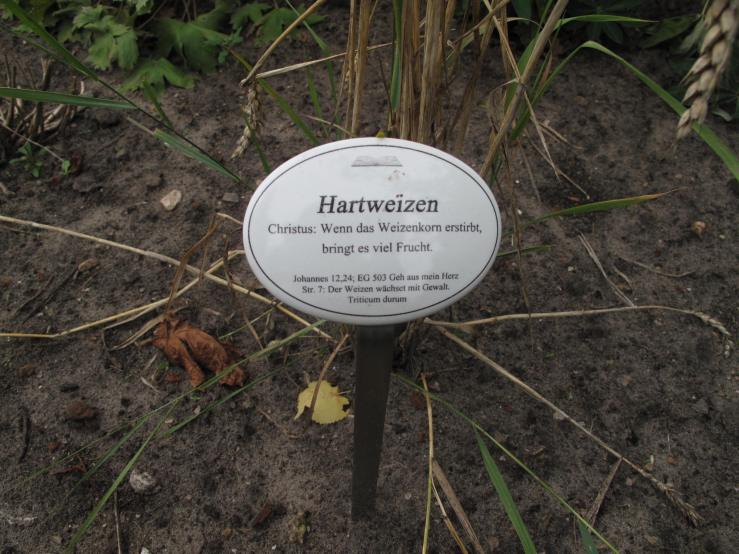 Hartweïzen
Christus: Wenn das Weizenkorn erstirbt,
bringt es viel Frucht.
Johannes 12,24; EG 503 Geh aus mein Herz
Str. 7: Der Weizen wächset mit Gewalt.
Triticum durum